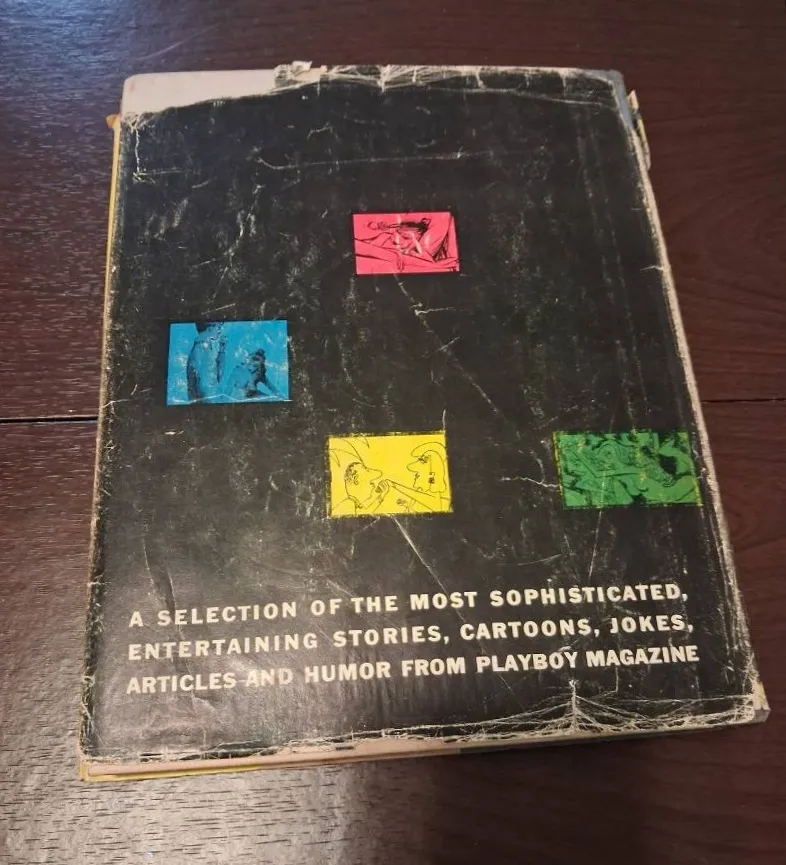 A SELECTION OF THE MOST SOPHISTICATED,
ENTERTAINING STORIES, CARTOONS, JOKES,
ARTICLES AND HUMOR FROM PLAYBOY MAGAZINE